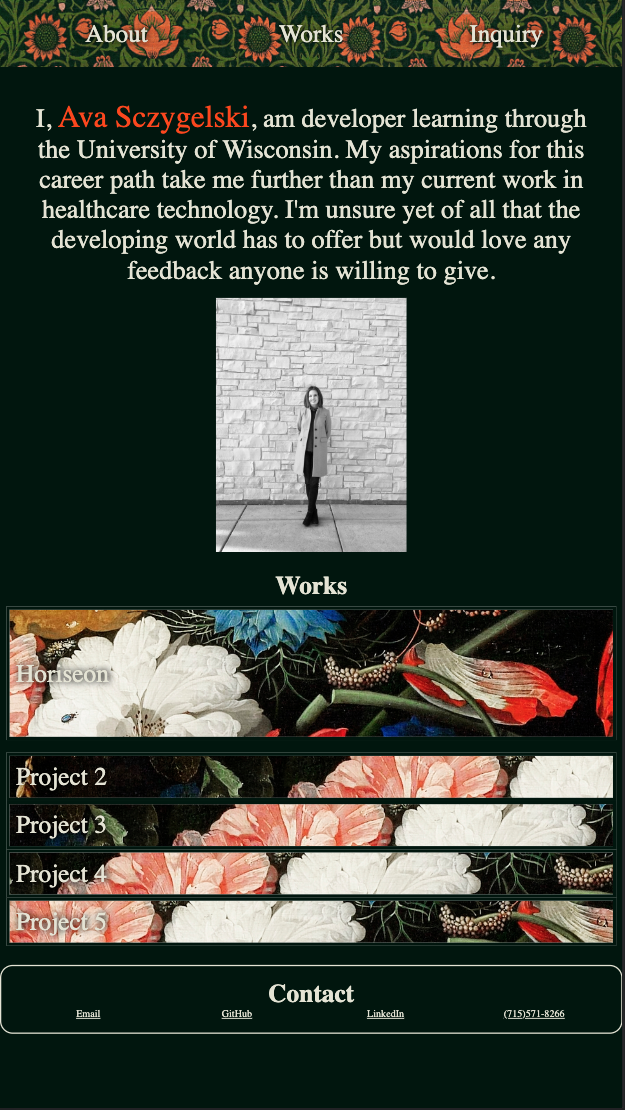 About Works Inquiry
I, Ava Sczygelski, am developer learning through
the University of Wisconsin. My aspirations for this
career path take me further than my current work in
healthcare technology. I'm unsure yet of all that the
developing world has to offer but would love any
feedback anyone is willing to give.
Works
Horiseon
Project 2
Project 3
Project 4
Project 5
Contact
Email GitHub LinkedIn (715)571-8266